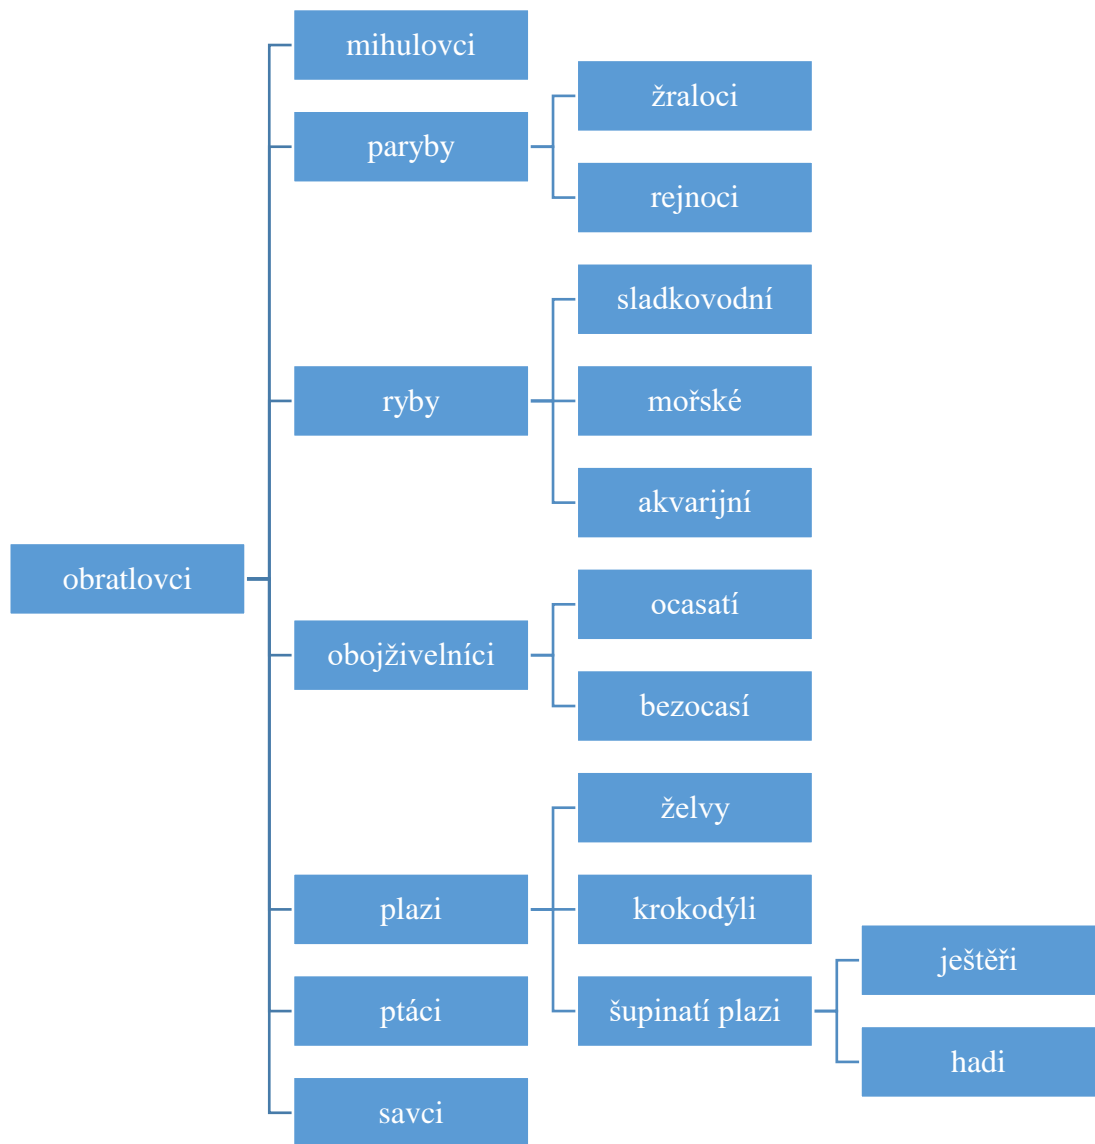 obratlovci
mihulovci
paryby
žraloci
rejnoci
ryby
sladkovodní
mořské
akvarijní
obojživelníci
ocasatí
bezocasí
plazi
želvy
krokodýli
šupinatí plazi
ještěři
hadi
ptáci
savci